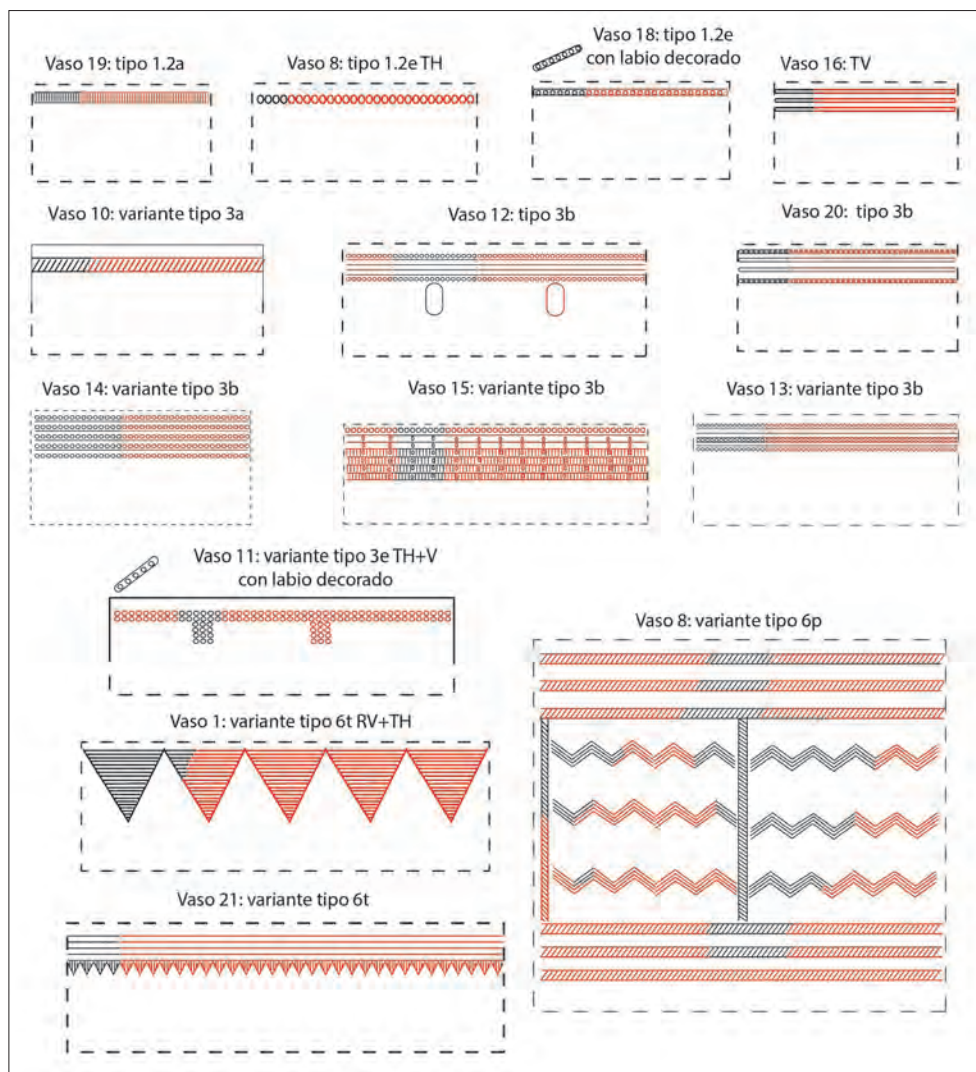 Vaso 19: tipo 1.2a
Vaso 8: tipo 1.2e TH
Vaso 18: tipo 1.2e
con labio decorado
Vaso 16: TV
Vaso 10: variante tipo 3a
Vaso 12: tipo 3b
Vaso 20: tipo 3b
Vaso 14: variante tipo 3b
Vaso 15: variante tipo 3b
Vaso 13: variante tipo 3b
Vaso 11: variante tipo 3e TH+V
con labio decorado
Vaso 8: variante tipo 6p
Vaso 1: variante tipo 6t RV+TH
Vaso 21: variante tipo 6t